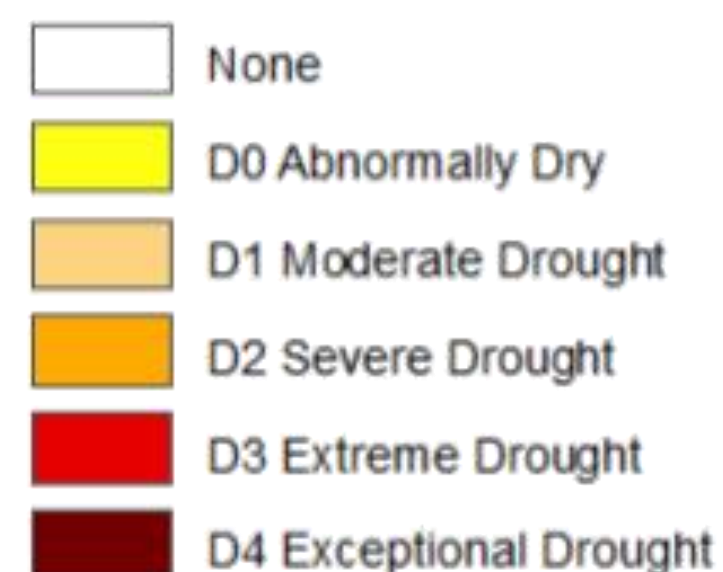 None
D0 Abnormally Dry
D1 Moderate Drought
D2 Severe Drought
D3 Extreme Drought
D4 Exceptional Drought